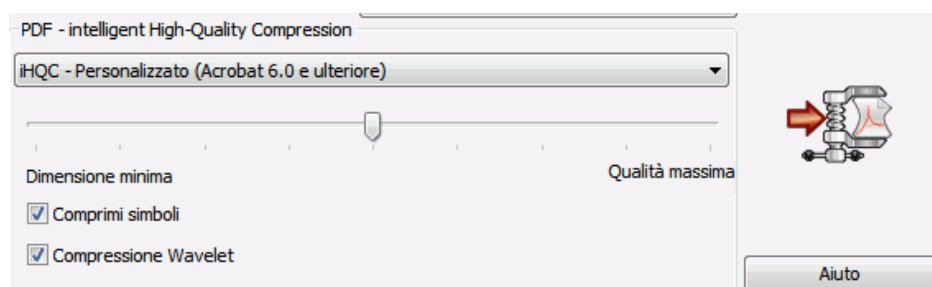 PDF - intelligent High-Quality Compression
iHQC - Personalizzato (Acrobat 6.0 e ulteriore)
Dimensione minima
Qualità massima
Comprimi simboli
Compressione Wavelet
Aiuto